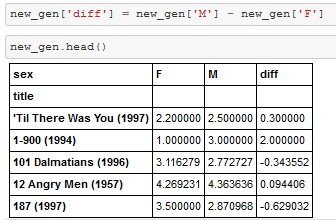 new_gen['diff'] = new_gen['M'] - new_gen['F']
new_gen.head()
sex F M diff
title
'Til There Was You (1997) 2.200000 2.500000 0.300000
1-900 (1994) 1.000000 3.000000 2.000000
101 Dalmatians (1996) 3.116279 2.772727 -0.343552
12 Angry Men (1957) 4.269231 4.363636 0.094406
187 (1997) 3.500000 2.870968 -0.629032